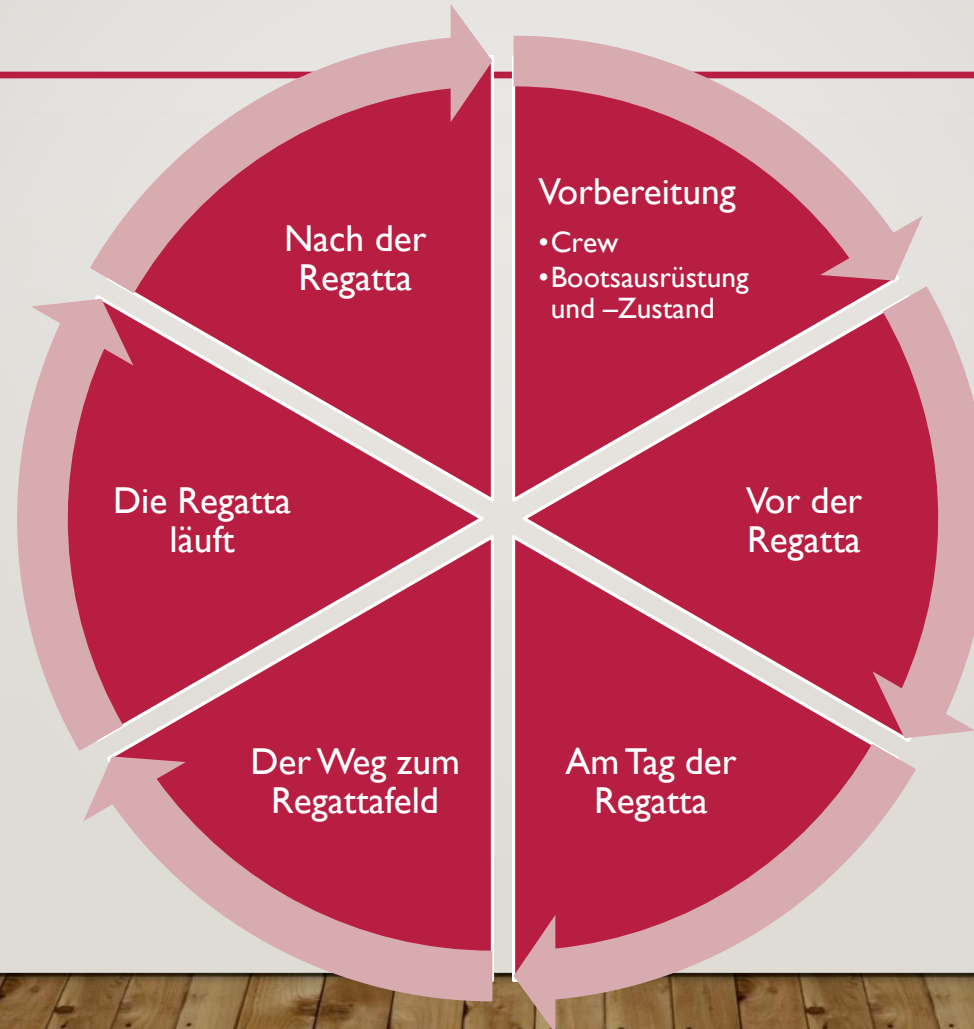 Vorbereitung
•Crew
•Bootsausrüstung
und –Zustand
Vor der
Regatta
Am Tag der
Regatta
Der Weg zum
Regattafeld
Die Regatta
läuft
Nach der
Regatta